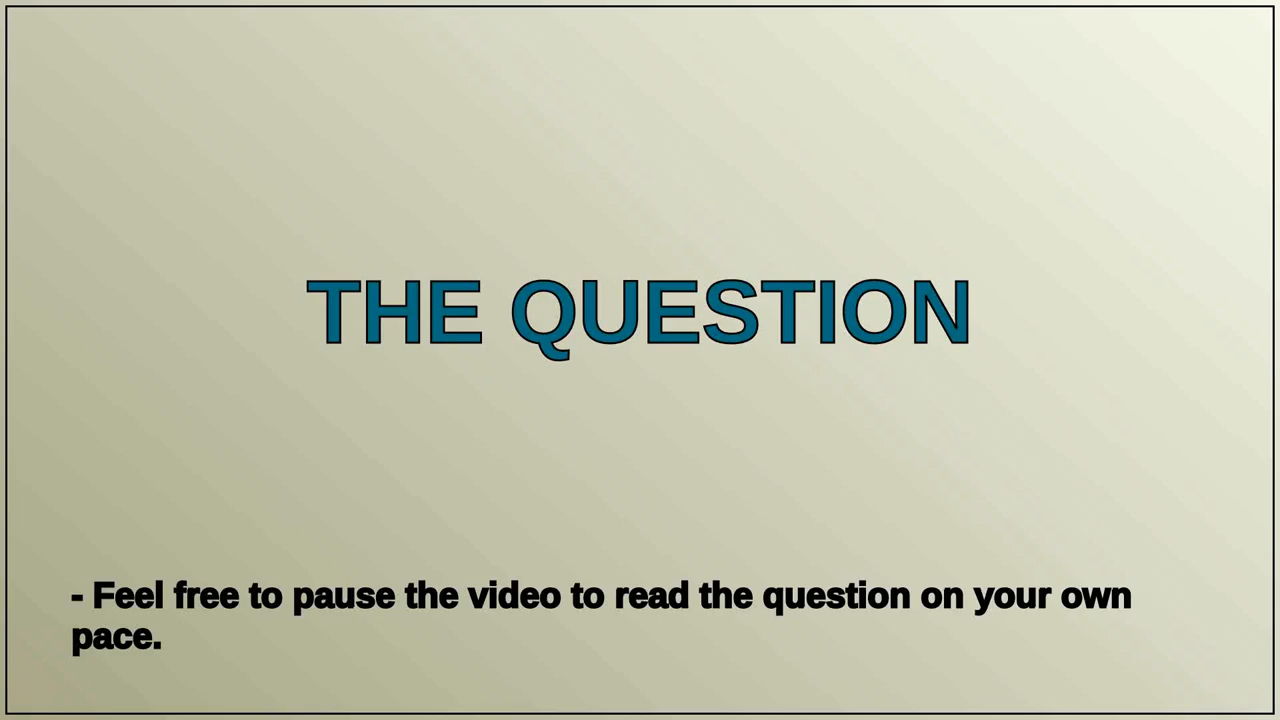 THE QUESTION
- Feel free to pause the video to read the question on your own
pace.